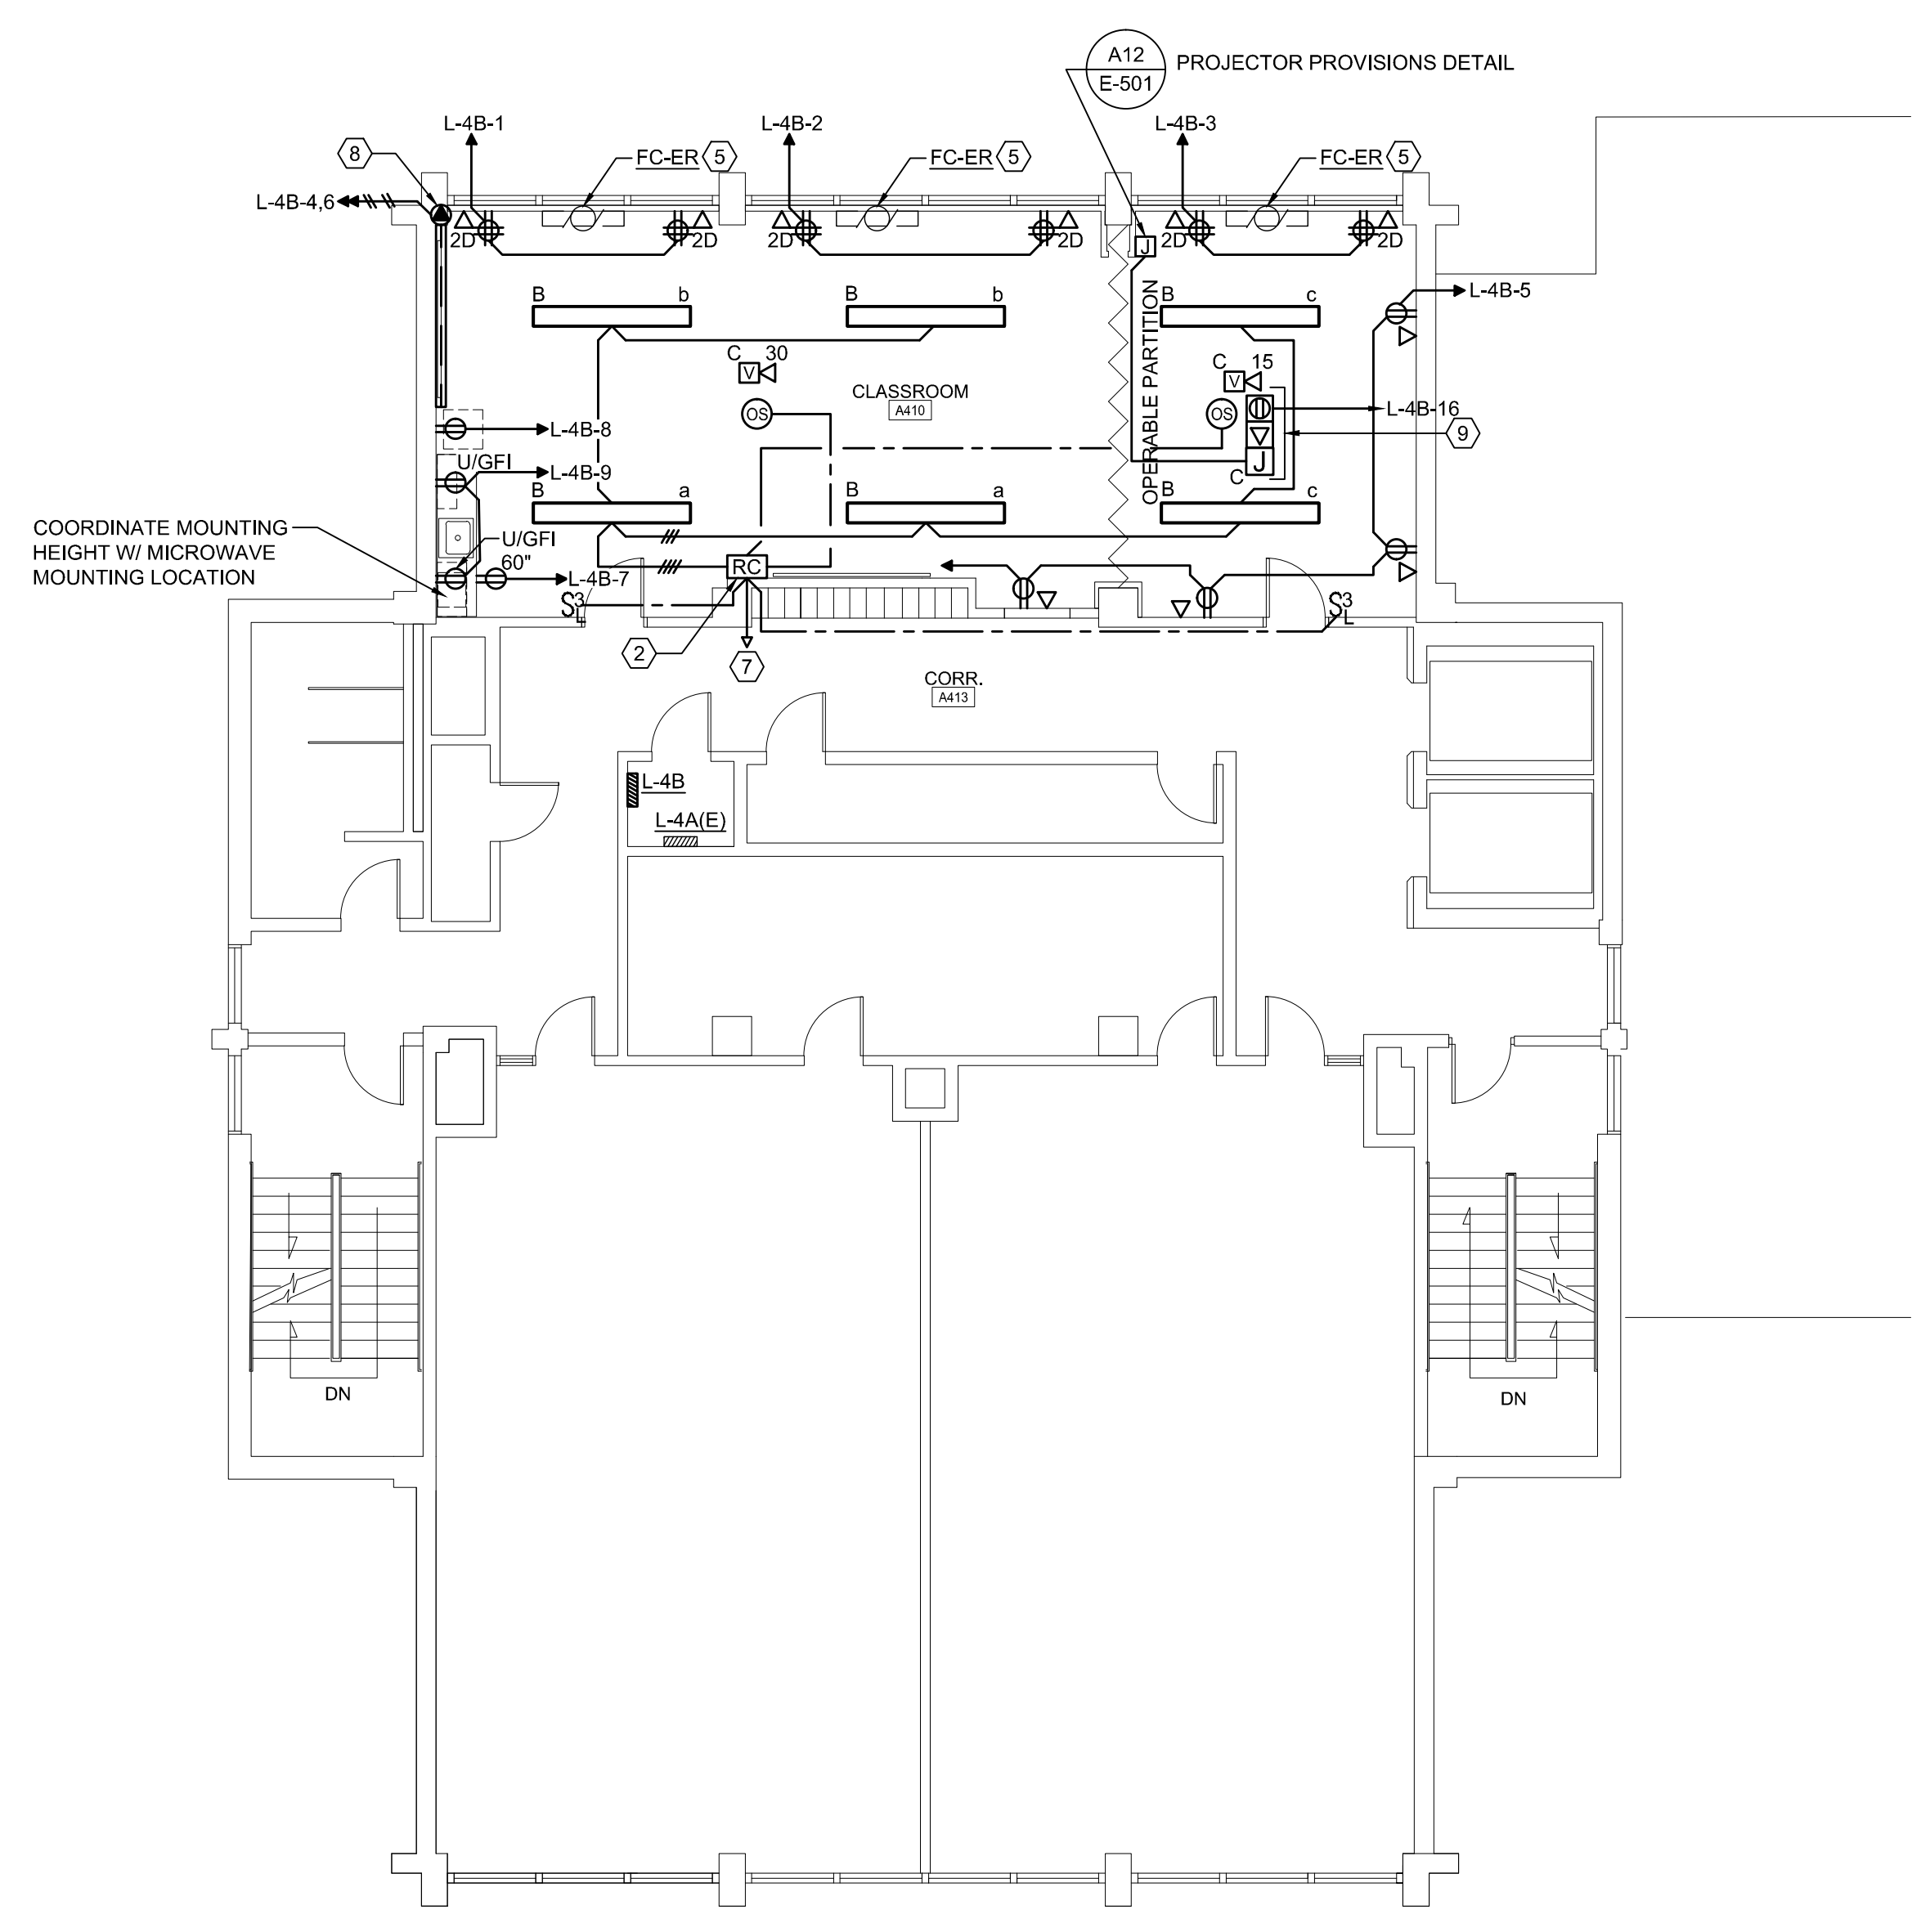 A12
PROJECTOR PROVISIONS DETAIL
E-501
L-4B-1
L-4B-2
L-4B-3
8
FC-ER
5
FC-ER
5
FC-ER
5
L-4B-4,6
2D
2D
2D
2D
2D
2D
J
OPERABLE PARTITION
L-4B-5
B
b
B
b
B
c
C
30
V
C
15
V
CLASSROOM
A410
OS
OS
L-4B-16
L-4B-8
9
U/GFI
L-4B-9
J
C
B
a
B
a
B
c
COORDINATE MOUNTING
HEIGHT W/ MICROWAVE
MOUNTING LOCATION
U/GFI
60"
RC
L-4B-7
S3
L
S3
L
2
7
CORR.
A413
L-4B
L-4A(E)
DN
DN